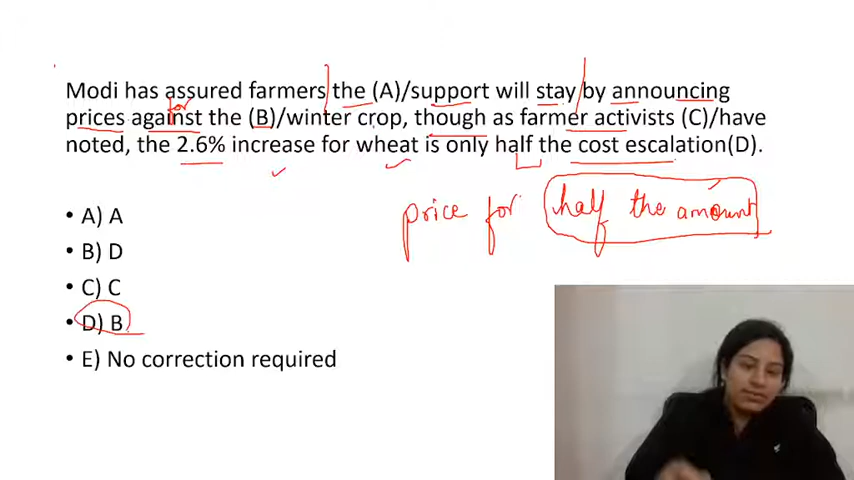 Modi has assured farmers the (A)/support will stay by announcing
for
prices against the (B)/winter crop, though as farmer activists (C)/have
noted, the 2.6% increase for wheat is only half the cost escalation(D).
price for half the amount
• A) A
• B) D
• C) C
• D) B
• E) No correction required